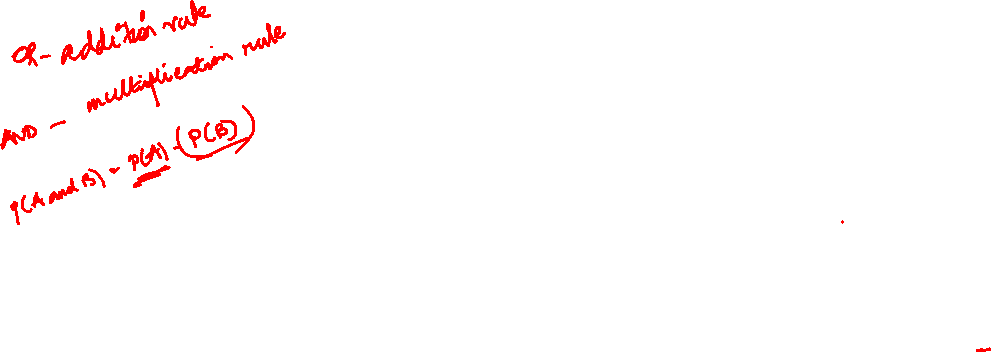 OR - addition rule
AND - multiplication rule
P(A and B) = P(A) · (P(B))